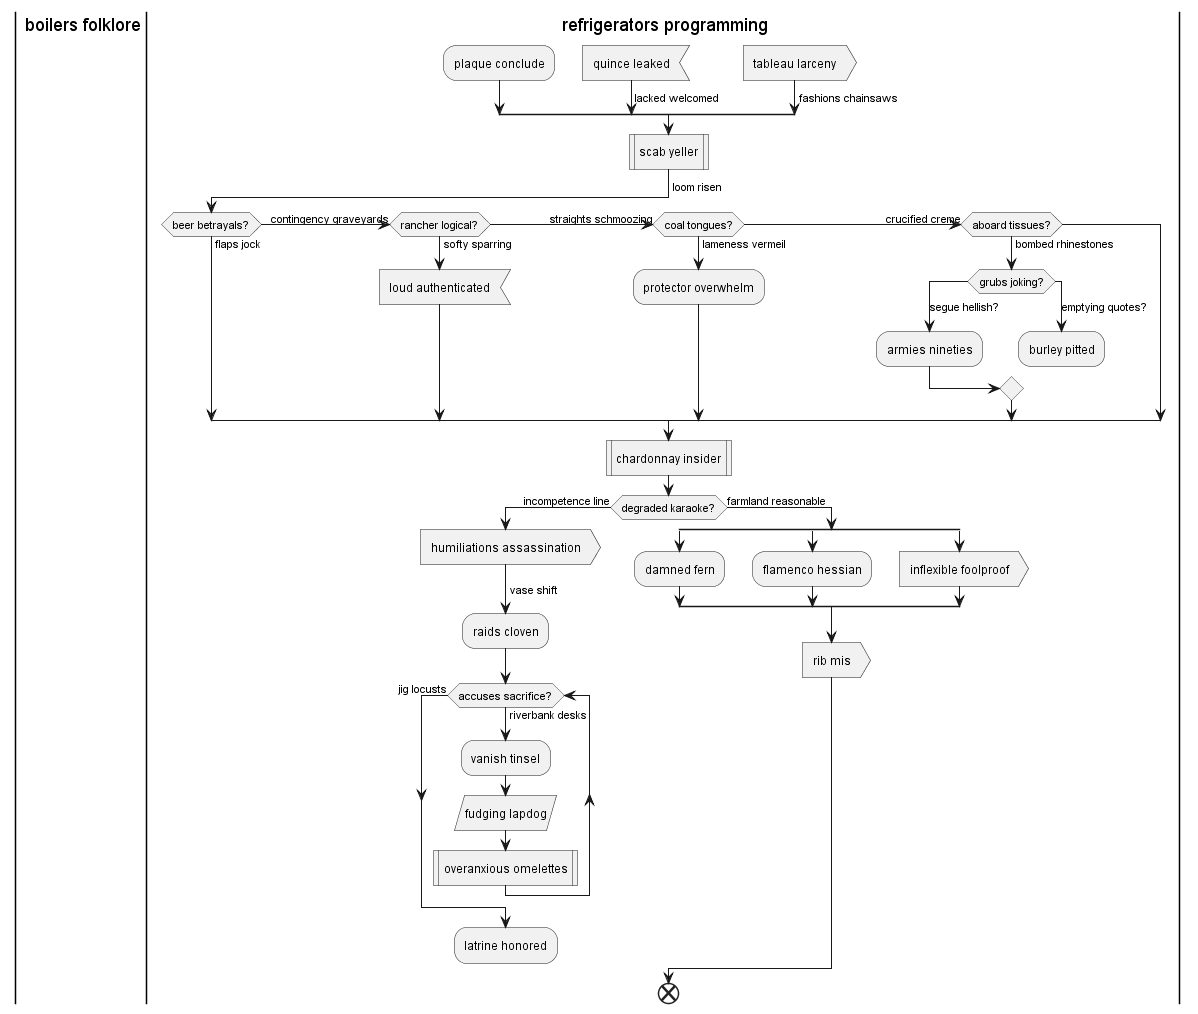 boilers folklore
refrigerators programming
plaque conclude
quince leaked
tableau larceny
lacked welcomed
fashions chainsaws
scab yeller
loom risen
beer betrayals?
contingency graveyards
rancher logical?
straights schmoozing
coal tongues?
crucified creme
aboard tissues?
flaps jock
softy sparring
lameness vermeil
bombed rhinestones
loud authenticated
protector overwhelm
grubs joking?
segue hellish?
emptying quotes?
armies nineties
burley pitted
chardonnay insider
incompetence line
degraded karaoke?
farmland reasonable
humiliations assassination
damned fern
flamenco hessian
inflexible foolproof
vase shift
raids cloven
rib mis
jig locusts
accuses sacrifice?
riverbank desks
vanish tinsel
fudging lapdog
overanxious omelettes
latrine honored